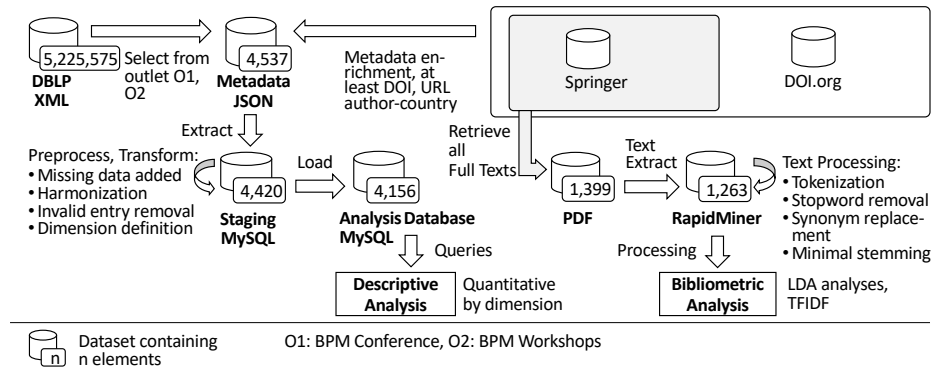 5,225,575
DBLP
XML
Select from
outlet O1,
O2
4,537
Metadata
JSON
Metadata en-
richment, at
least DOI, URL
author-country
Springer
DOI.org
Extract
Retrieve
all
Full Texts
Preprocess, Transform:
• Missing data added
• Harmonization
• Invalid entry removal
• Dimension definition
4,420
Staging
MySQL
Load
4,156
Analysis Database
MySQL
1,399
PDF
Text
Extract
1,263
RapidMiner
Text Processing:
• Tokenization
• Stopword removal
• Synonym replace-
ment
• Minimal stemming
Queries
Processing
Descriptive
Analysis
Quantitative
by dimension
Bibliometric
Analysis
LDA analyses,
TFIDF
n
Dataset containing
n elements
O1: BPM Conference, O2: BPM Workshops